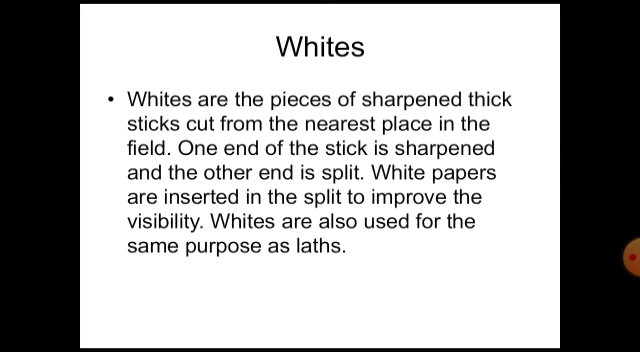 Whites
• Whites are the pieces of sharpened thick
sticks cut from the nearest place in the
field. One end of the stick is sharpened
and the other end is split. White papers
are inserted in the split to improve the
visibility. Whites are also used for the
same purpose as laths.